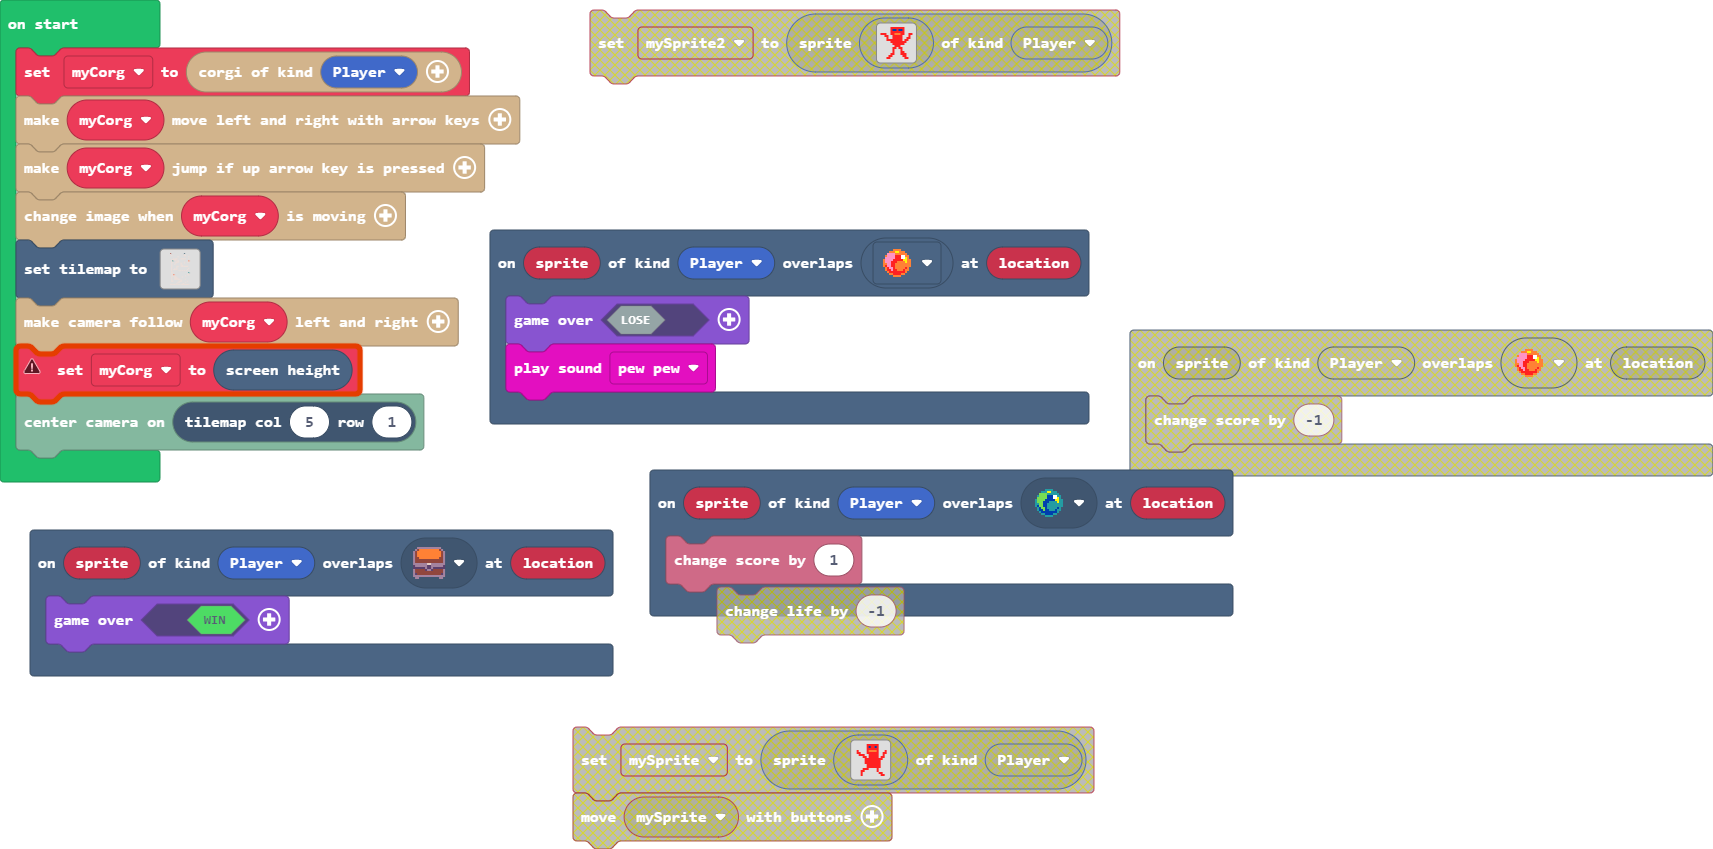 on start
set myCorg to corgi of kind Player
make myCorg move left and right with arrow keys
make myCorg jump if up arrow key is pressed
change image when myCorg is moving
set tilemap to
make camera follow myCorg left and right
set myCorg to screen height
center camera on tilemap col 5 row 1
set mySprite2 to sprite of kind Player
on sprite of kind Player overlaps at location
game over LOSE
play sound pew pew
on sprite of kind Player overlaps at location
change score by -1
on sprite of kind Player overlaps at location
change score by 1
change life by -1
on sprite of kind Player overlaps at location
game over WIN
set mySprite to sprite of kind Player
move mySprite with buttons